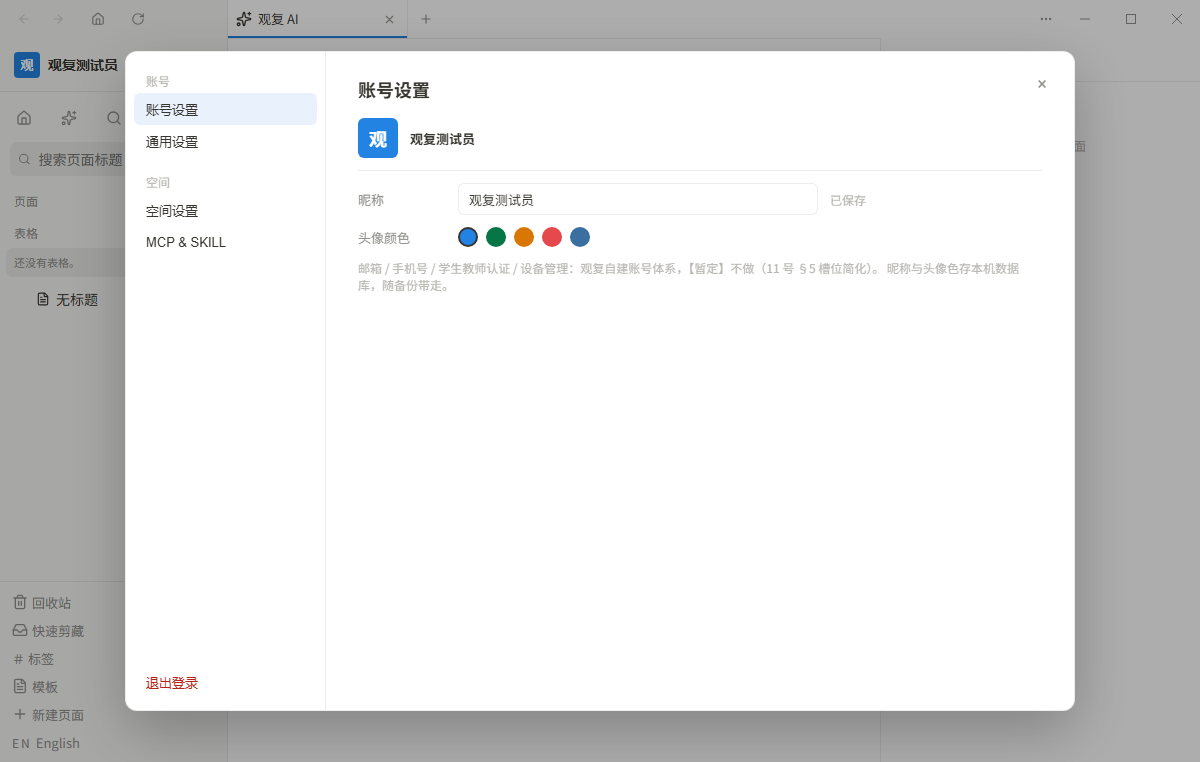 观复 AI
观 观复测试员
搜索页面标题
页面
表格
还没有表格。
无标题
回收站
快速剪藏
# 标签
模板
新建页面
EN English
账号
账号设置
通用设置
空间
空间设置
MCP & SKILL
退出登录
账号设置
观 观复测试员
昵称 观复测试员 已保存
头像颜色
邮箱 / 手机号 / 学生教师认证 / 设备管理：观复自建账号体系，【暂定】不做（11 号 §5 槽位简化）。 昵称与头像色存本机数据
库，随备份带走。
面